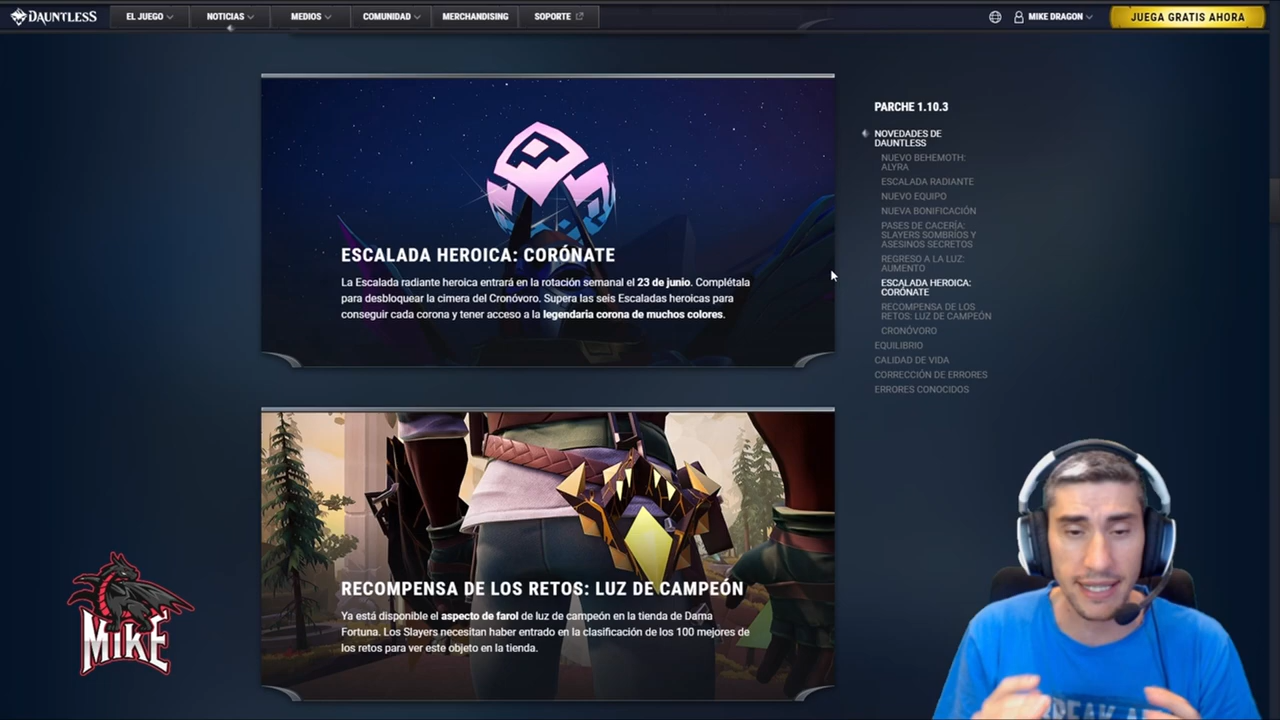 DAUNTLESS
EL JUEGO
NOTICIAS
MEDIOS
COMUNIDAD
MERCHANDISING
SOPORTE
MIKE DRAGON
JUEGA GRATIS AHORA
ESCALADA HEROICA: CORÓNATE
La Escalada radiante heroica entrará en la rotación semanal el 23 de junio. Complétala
para desbloquear la cimera del Cronóvoro. Supera las seis Escaladas heroicas para
conseguir cada corona y tener acceso a la legendaria corona de muchos colores.
RECOMPENSA DE LOS RETOS: LUZ DE CAMPEÓN
Ya está disponible el aspecto de farol de luz de campeón en la tienda de Dama
Fortuna. Los Slayers necesitan haber entrado en la clasificación de los 100 mejores de
los retos para ver este objeto en la tienda.
PARCHE 1.10.3
NOVEDADES DE
DAUNTLESS
NUEVO BEHEMOTH:
ALYRA
ESCALADA RADIANTE
NUEVO EQUIPO
NUEVA BONIFICACIÓN
PASES DE CACERÍA:
SLAYERS SOMBRÍOS Y
ASESINOS SECRETOS
REGRESO A LA LUZ:
AUMENTO
ESCALADA HEROICA:
CORÓNATE
RECOMPENSA DE LOS
RETOS: LUZ DE CAMPEÓN
CRONÓVORO
EQUILIBRIO
CALIDAD DE VIDA
CORRECCIÓN DE ERRORES
ERRORES CONOCIDOS
MIKE